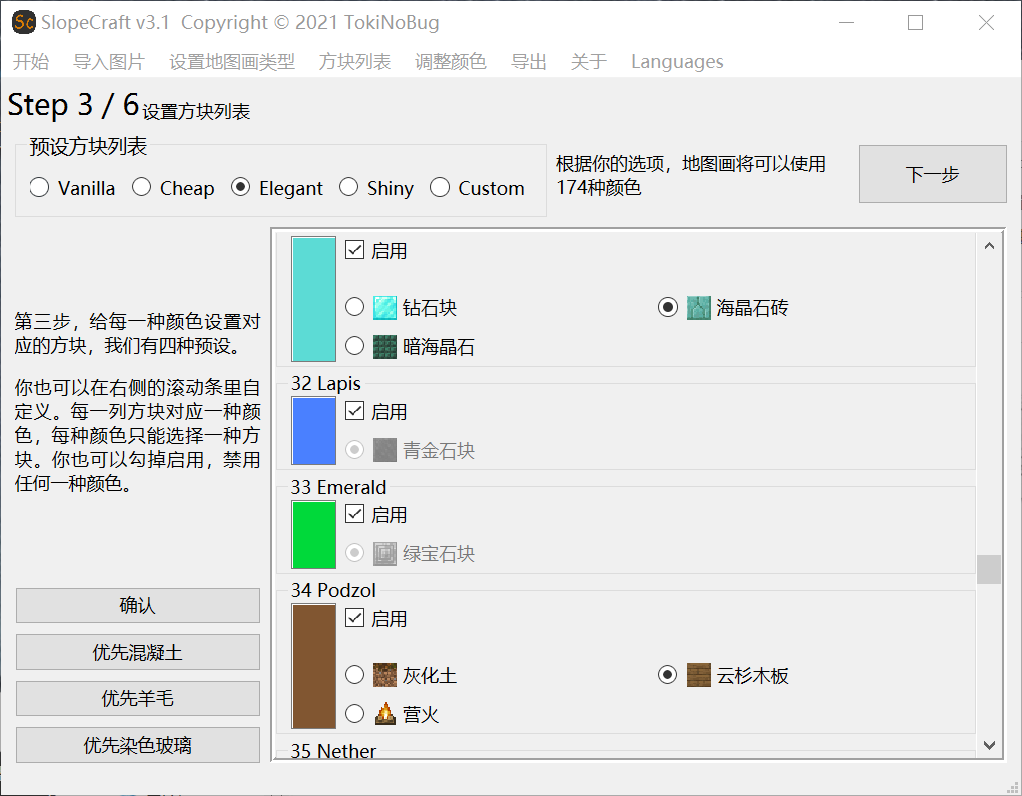 SlopeCraft v3.1 Copyright © 2021 TokiNoBug
开始 导入图片 设置地图画类型 方块列表 调整颜色 导出 关于 Languages
Step 3 / 6 设置方块列表
预设方块列表
Vanilla Cheap Elegant Shiny Custom
根据你的选项，地图画将可以使用
174种颜色
下一步
第三步，给每一种颜色设置对
应的方块，我们有四种预设。
你也可以在右侧的滚动条里自
定义。每一列方块对应一种颜
色，每种颜色只能选择一种方
块。你也可以勾掉启用，禁用
任何一种颜色。
确认
优先混凝土
优先羊毛
优先染色玻璃
启用
钻石块 海晶石砖
暗海晶石
32 Lapis
启用
青金石块
33 Emerald
启用
绿宝石块
34 Podzol
启用
灰化土 云杉木板
营火
35 Nether